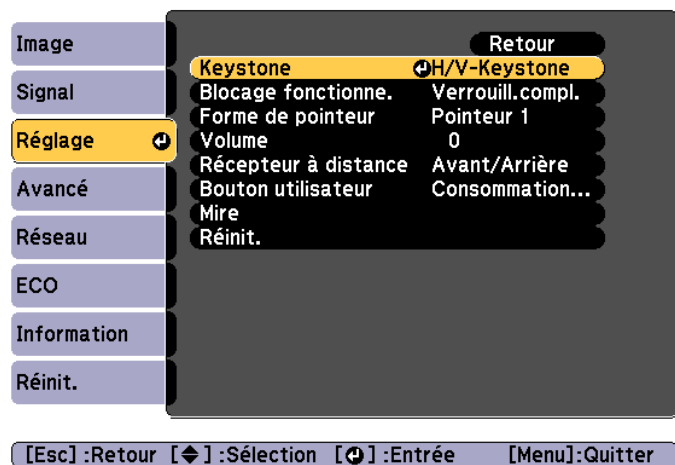 Image
Signal
Réglage
Avancé
Réseau
ECO
Information
Réinit.
Retour
Keystone H/V-Keystone
Blocage fonctionne. Verrouill.compl.
Forme de pointeur Pointeur 1
Volume 0
Récepteur à distance Avant/Arrière
Bouton utilisateur Consommation...
Mire
Réinit.
[Esc] :Retour [◆] :Sélection [↵] :Entrée [Menu]:Quitter